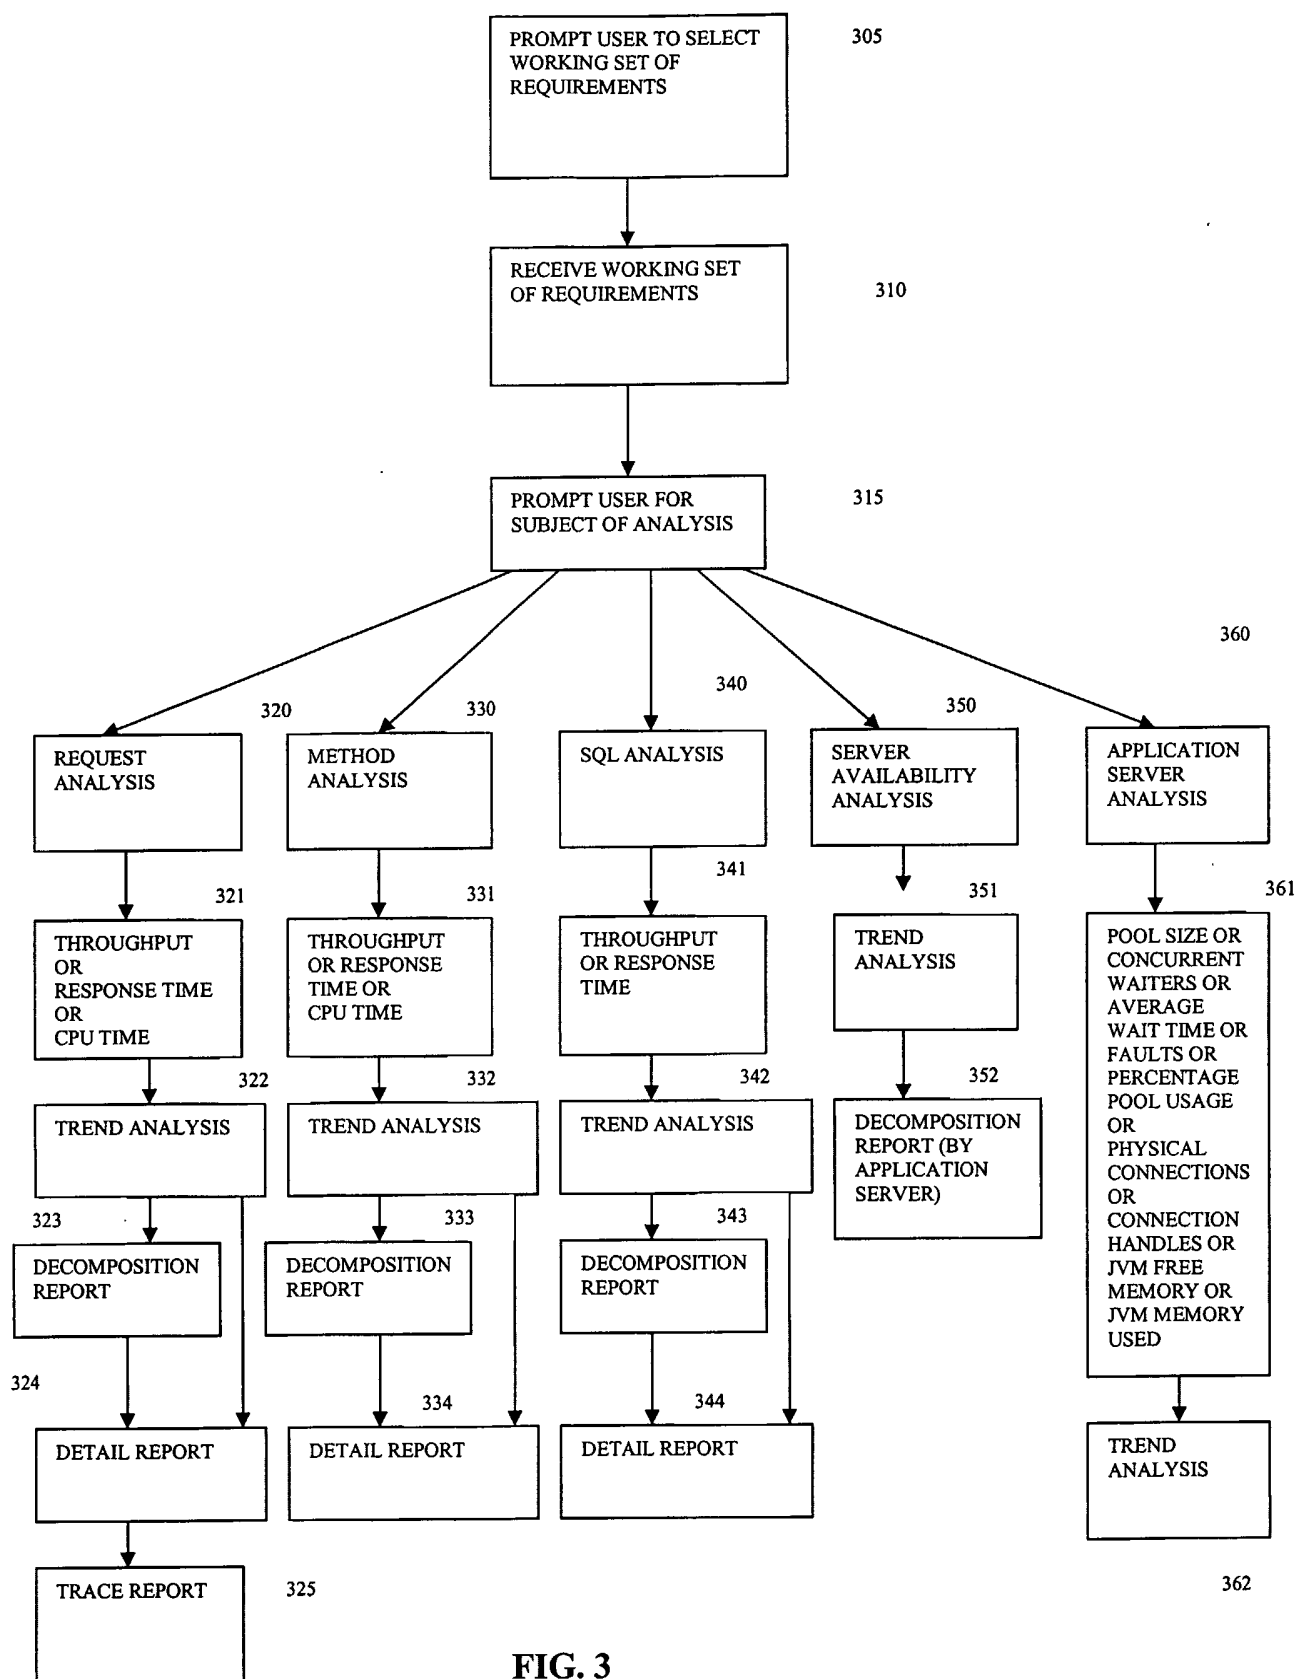 PROMPT USER TO SELECT
WORKING SET OF
REQUIREMENTS
305
RECEIVE WORKING SET
OF REQUIREMENTS
310
PROMPT USER FOR
SUBJECT OF ANALYSIS
315
320
REQUEST
ANALYSIS
321
THROUGHPUT
OR
RESPONSE TIME
OR
CPU TIME
322
TREND ANALYSIS
323
DECOMPOSITION
REPORT
324
DETAIL REPORT
TRACE REPORT
325
330
METHOD
ANALYSIS
331
THROUGHPUT
OR RESPONSE
TIME OR
CPU TIME
332
TREND ANALYSIS
333
DECOMPOSITION
REPORT
334
DETAIL REPORT
340
SQL ANALYSIS
341
THROUGHPUT
OR RESPONSE
TIME
342
TREND ANALYSIS
343
DECOMPOSITION
REPORT
344
DETAIL REPORT
350
SERVER
AVAILABILITY
ANALYSIS
351
TREND
ANALYSIS
352
DECOMPOSITION
REPORT (BY
APPLICATION
SERVER)
360
APPLICATION
SERVER
ANALYSIS
361
POOL SIZE OR
CONCURRENT
WAITERS OR
AVERAGE
WAIT TIME OR
FAULTS OR
PERCENTAGE
POOL USAGE
OR
PHYSICAL
CONNECTIONS
OR
CONNECTION
HANDLES OR
JVM FREE
MEMORY OR
JVM MEMORY
USED
TREND
ANALYSIS
362
FIG. 3